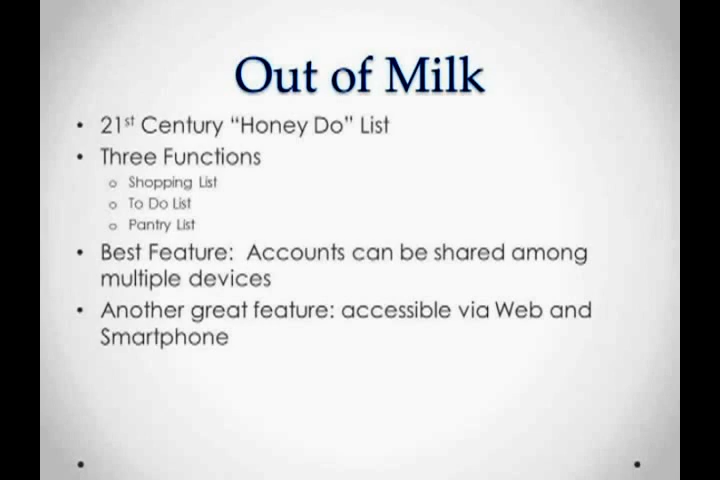 Out of Milk
• 21st Century “Honey Do” List
• Three Functions
o Shopping List
o To Do List
o Pantry List
• Best Feature:  Accounts can be shared among
multiple devices
• Another great feature: accessible via Web and
Smartphone